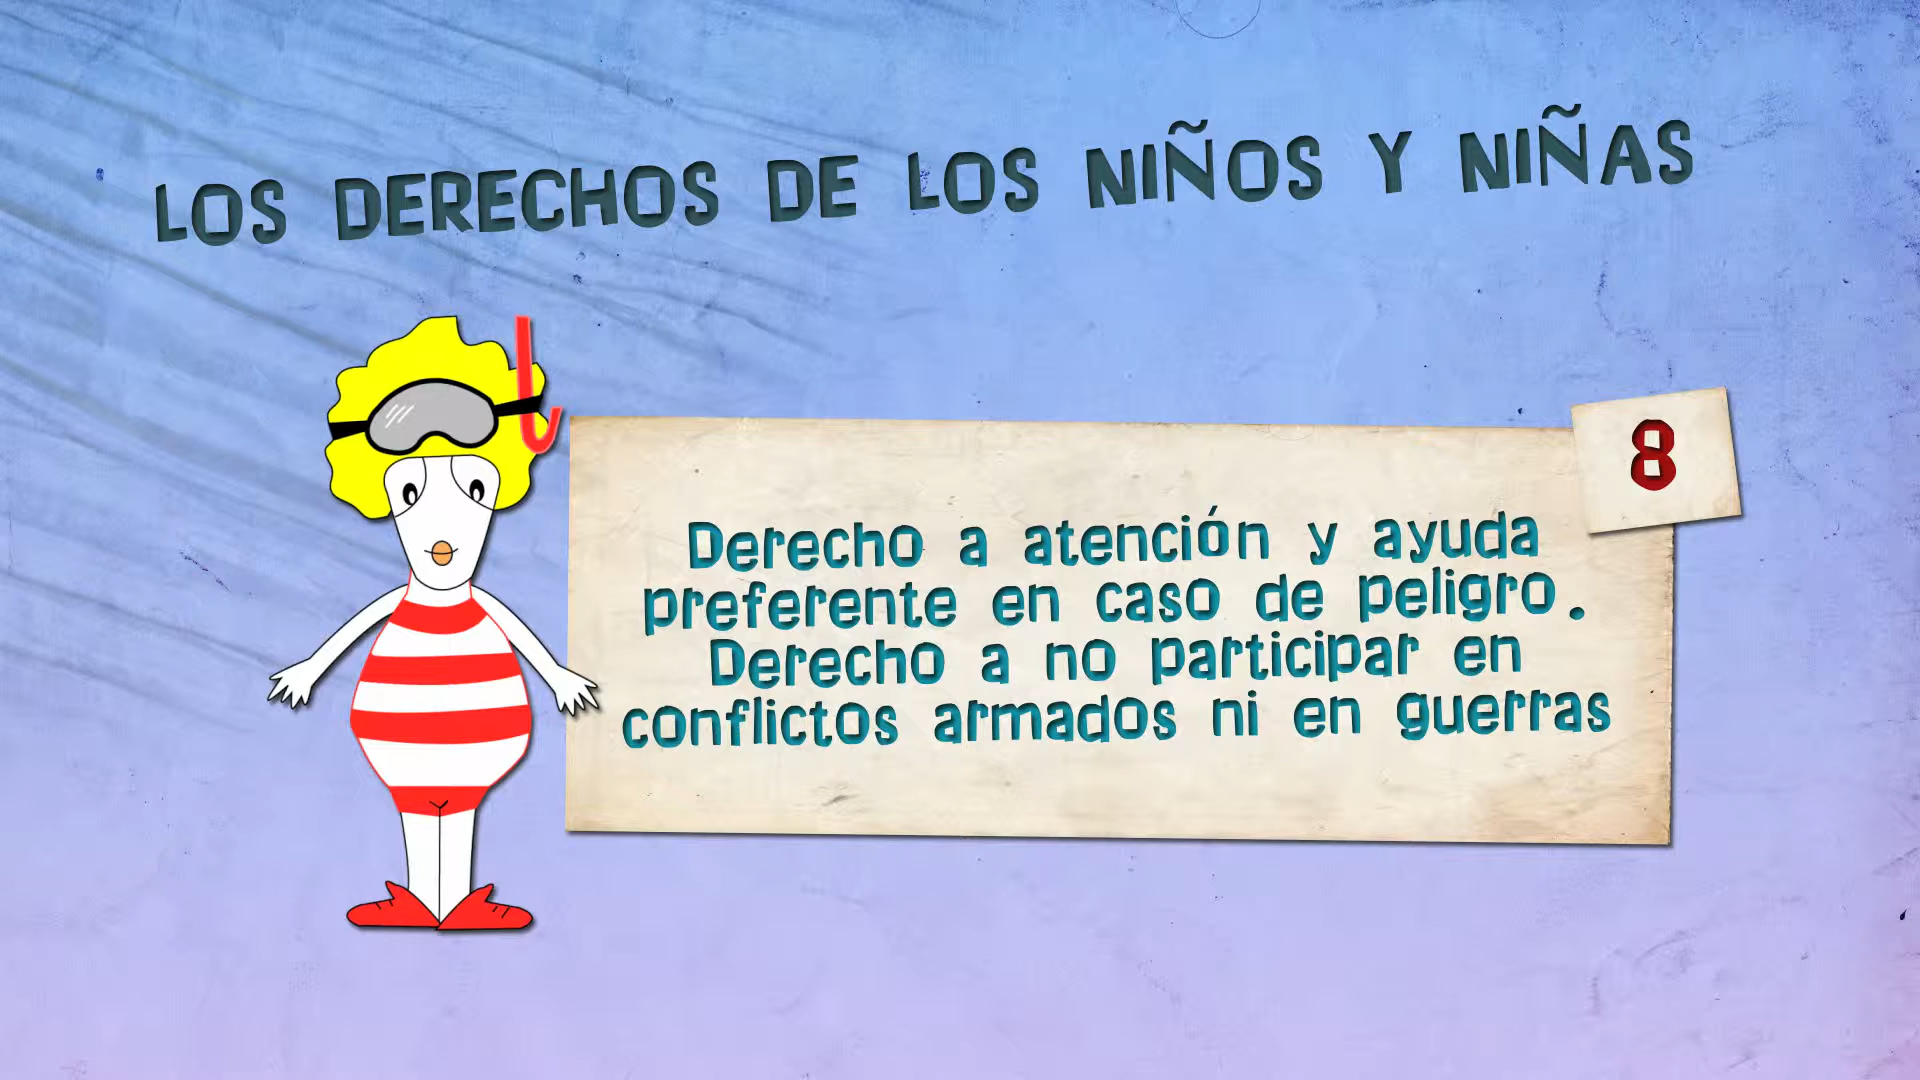 LOS DERECHOS DE LOS NIÑOS Y NIÑAS
8
Derecho a atención y ayuda
preferente en caso de peligro.
Derecho a no participar en
conflictos armados ni en guerras